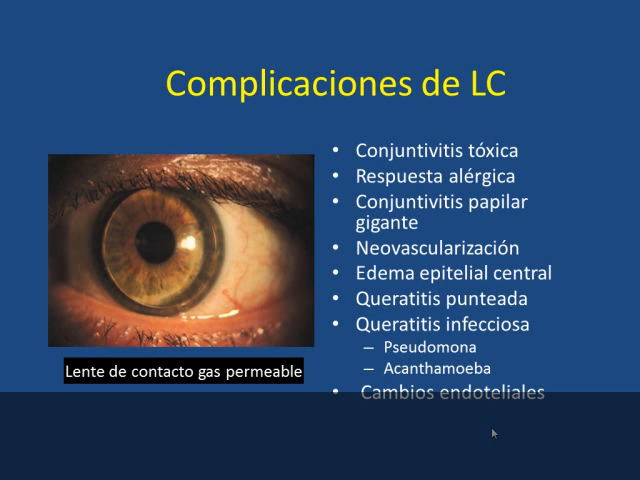 Complicaciones de LC
• Conjuntivitis tóxica
• Respuesta alérgica
• Conjuntivitis papilar
gigante
• Neovascularización
• Edema epitelial central
• Queratitis punteada
• Queratitis infecciosa
– Pseudomona
– Acanthamoeba
• Cambios endoteliales
Lente de contacto gas permeable